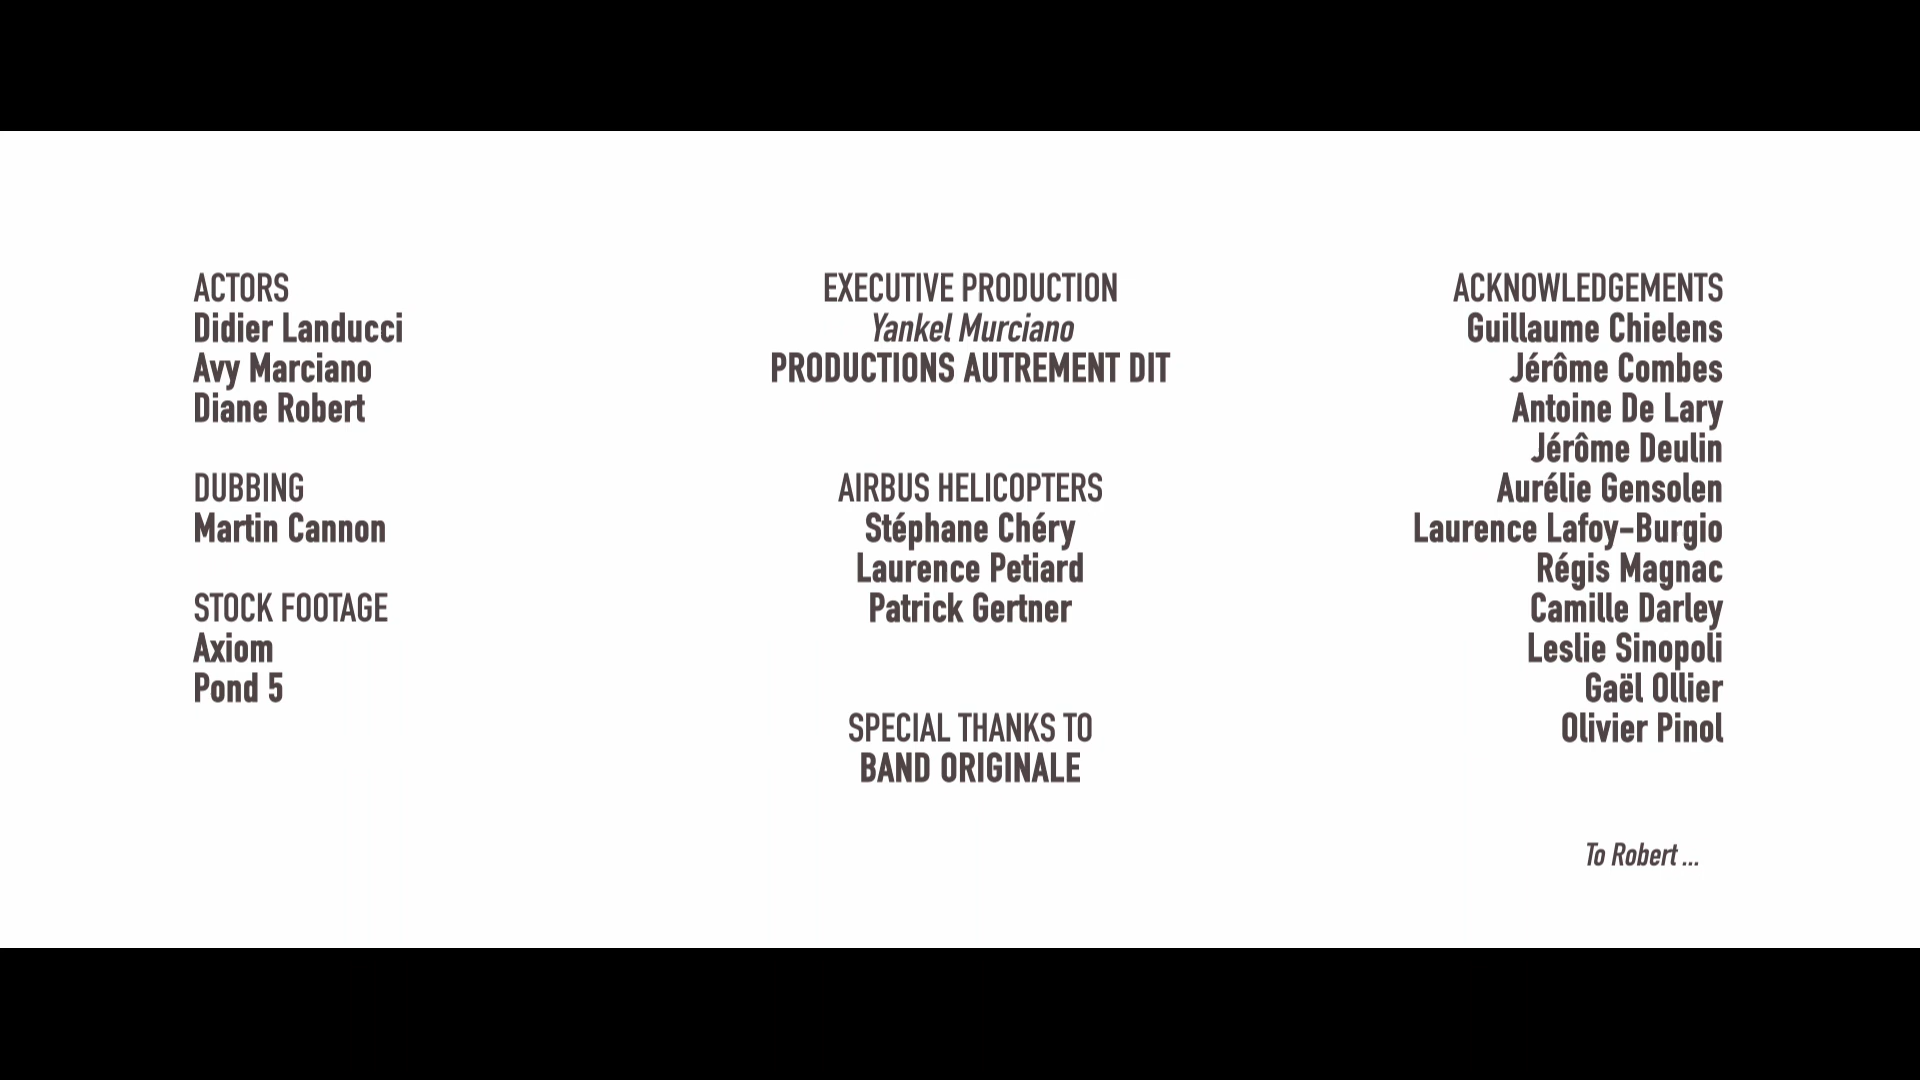 ACTORS
Didier Landucci
Avy Marciano
Diane Robert
DUBBING
Martin Cannon
STOCK FOOTAGE
Axiom
Pond 5
EXECUTIVE PRODUCTION
Yankel Murciano
PRODUCTIONS AUTREMENT DIT
AIRBUS HELICOPTERS
Stéphane Chéry
Laurence Petiard
Patrick Gertner
SPECIAL THANKS TO
BAND ORIGINALE
ACKNOWLEDGEMENTS
Guillaume Chielens
Jérôme Combes
Antoine De Lary
Jérôme Deulin
Aurélie Gensolen
Laurence Lafoy-Burgio
Régis Magnac
Camille Darley
Leslie Sinopoli
Gaël Ollier
Olivier Pinol
To Robert ...